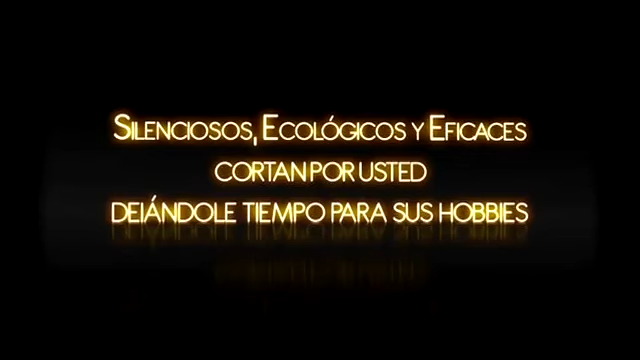 Silenciosos, Ecológicos y Eficaces
CORTAN POR USTED
DEJÁNDOLE TIEMPO PARA SUS HOBBIES